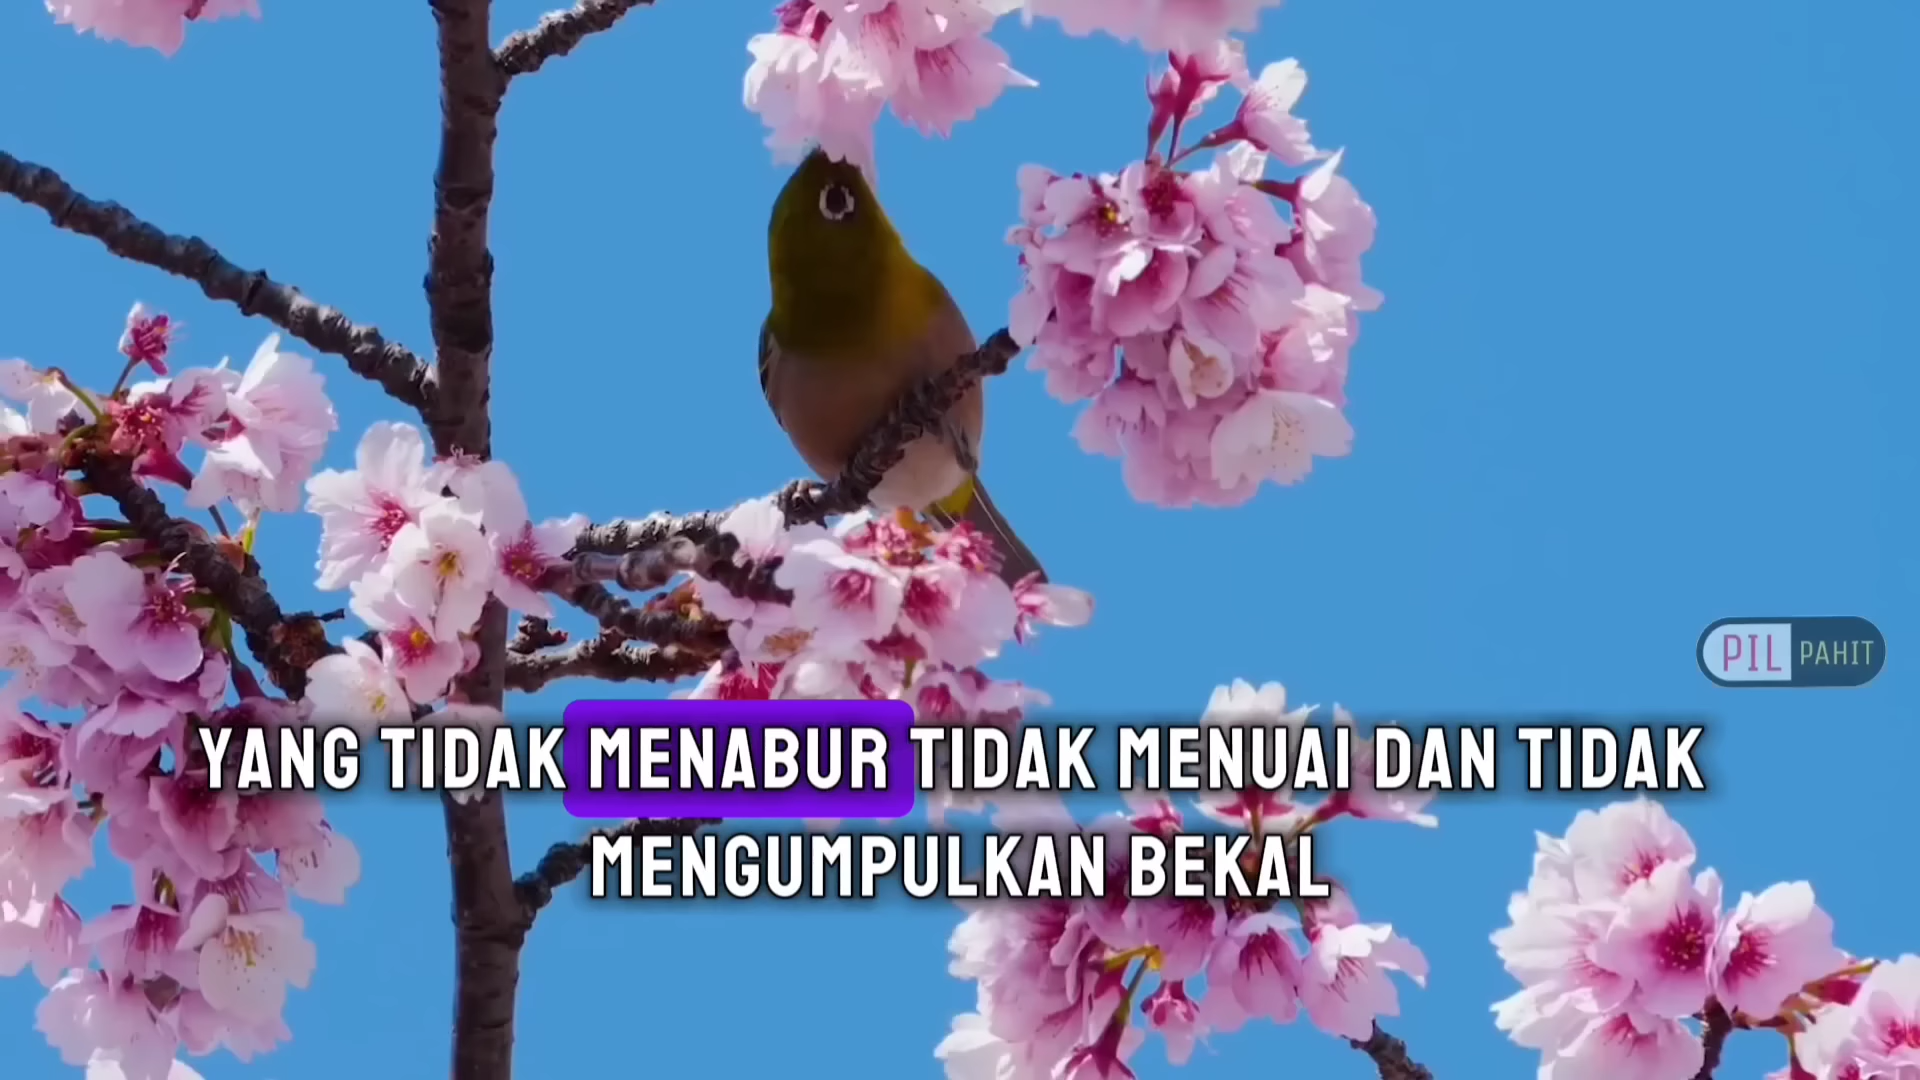 PIL PAHIT
YANG TIDAK MENABUR TIDAK MENUAI DAN TIDAK
MENGUMPULKAN BEKAL